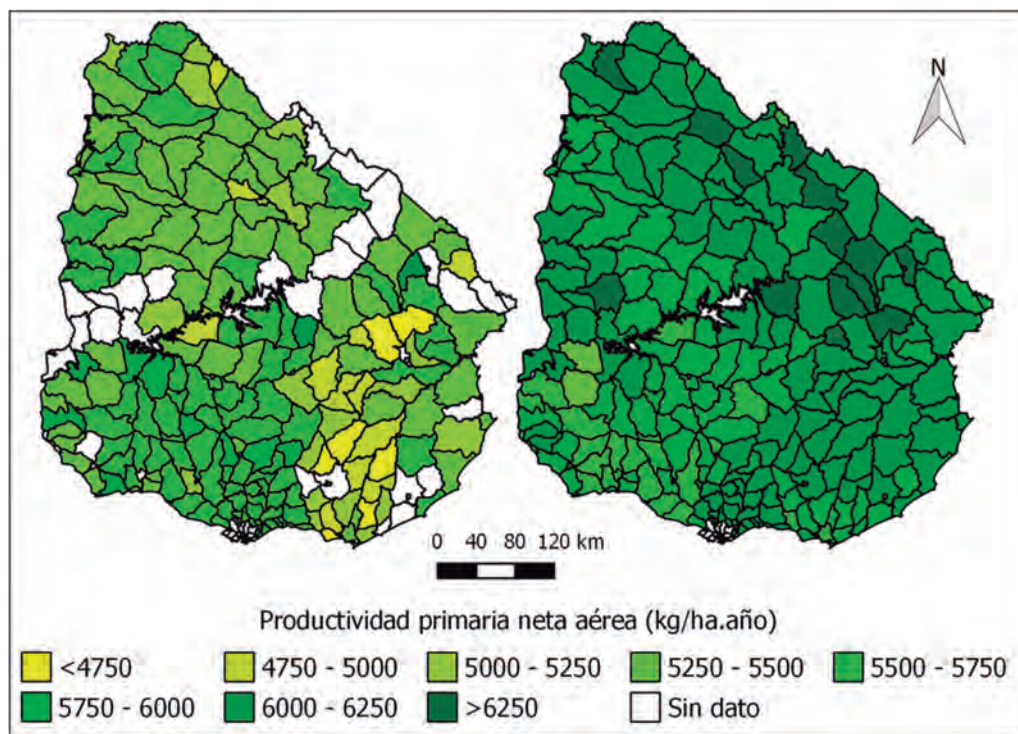 N
0 40 80 120 km
Productividad primaria neta aérea (kg/ha.año)
<4750 4750 - 5000 5000 - 5250 5250 - 5500 5500 - 5750
5750 - 6000 6000 - 6250 >6250 Sin dato